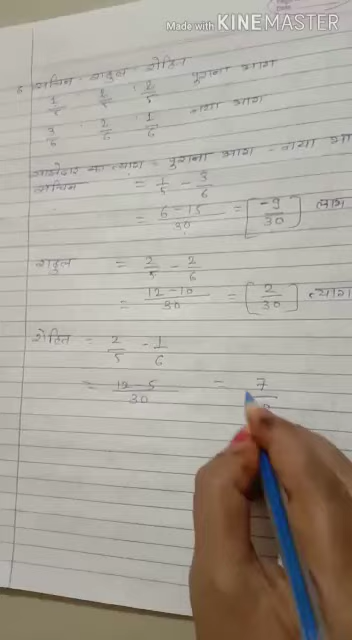 Made with KINEMASTER
सचिन : राहुल : रोहित
1/5 : 2/5 : 2/5 पुराना भाग
3/6 : 2/6 : 1/6 नया भाग
साझेदार का त्याग = पुराना भाग - नया भा
सचिन = 1/5 - 3/6
= 6-15/30 = [-9/30] लाभ
राहुल = 2/5 - 2/6
= 12-10/30 = [2/30] त्याग
रोहित = 2/5 - 1/6
= 12-5/30 = 7/